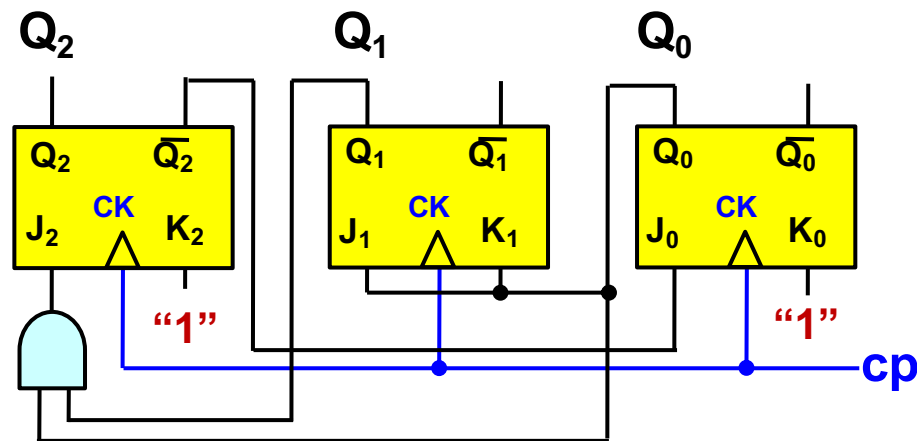 Q₂ Q₁ Q₀
Q₂ Q̅₂ Q₁ Q̅₁ Q₀ Q̅₀
CK CK CK
J₂ K₂ J₁ K₁ J₀ K₀
“1” “1”
cp